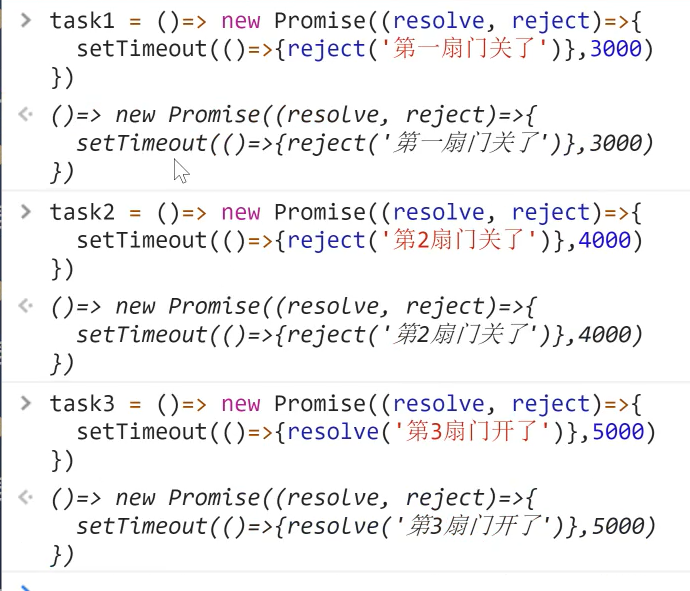 > task1 = ()=> new Promise((resolve, reject)=>{
setTimeout(()=>{reject('第一扇门关了')},3000)
})
()=> new Promise((resolve, reject)=>{
setTimeout(()=>{reject('第一扇门关了')},3000)
})
> task2 = ()=> new Promise((resolve, reject)=>{
setTimeout(()=>{reject('第2扇门关了')},4000)
})
()=> new Promise((resolve, reject)=>{
setTimeout(()=>{reject('第2扇门关了')},4000)
})
> task3 = ()=> new Promise((resolve, reject)=>{
setTimeout(()=>{resolve('第3扇门开了')},5000)
})
()=> new Promise((resolve, reject)=>{
setTimeout(()=>{resolve('第3扇门开了')},5000)
})